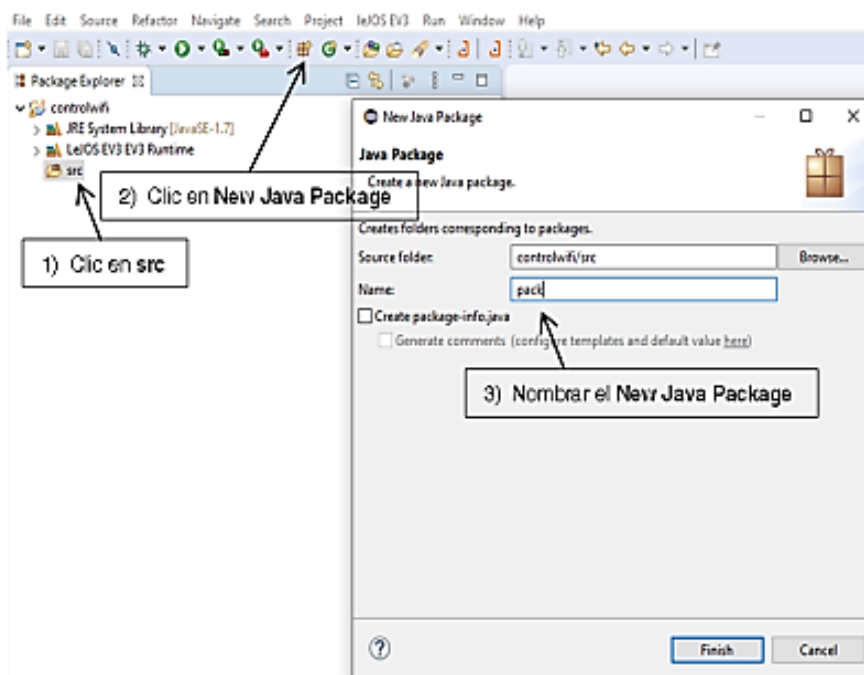 File Edit Source Refactor Navigate Search Project leJOS EV3 Run Window Help
Package Explorer
controlwifi
JRE System Library [JavaSE-1.7]
LeJOS EV3 EV3 Runtime
src
2) Clic en New Java Package
1) Clic en src
New Java Package
Java Package
Create a new Java package.
Creates folders corresponding to packages.
Source folder: controlwifi/src Browse...
Name: pack
Create package-info.java
Generate comments (configure templates and default value here)
3) Nombrar el New Java Package
Finish Cancel